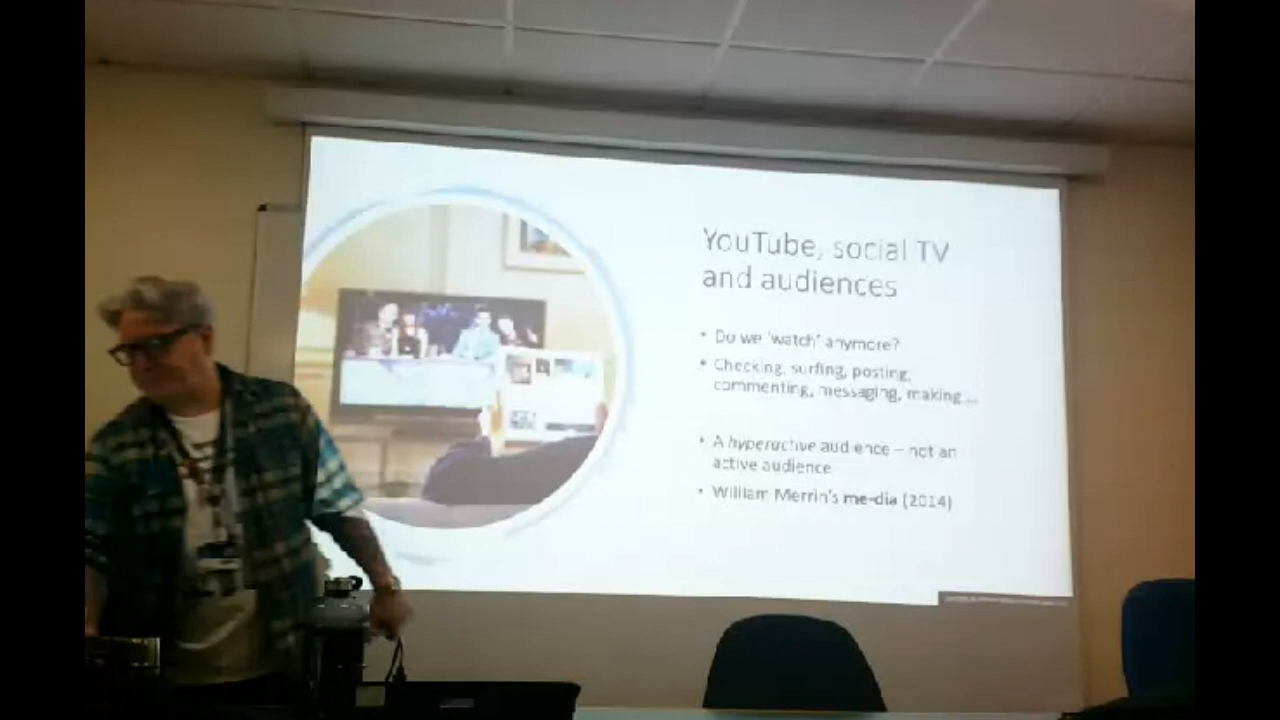 YouTube, social TV
and audiences
• Do we 'watch' anymore?
• Checking, surfing, posting,
commenting, messaging, making...
• A hyperactive audience – not an
active audience
• William Merrin's me-dia (2014)